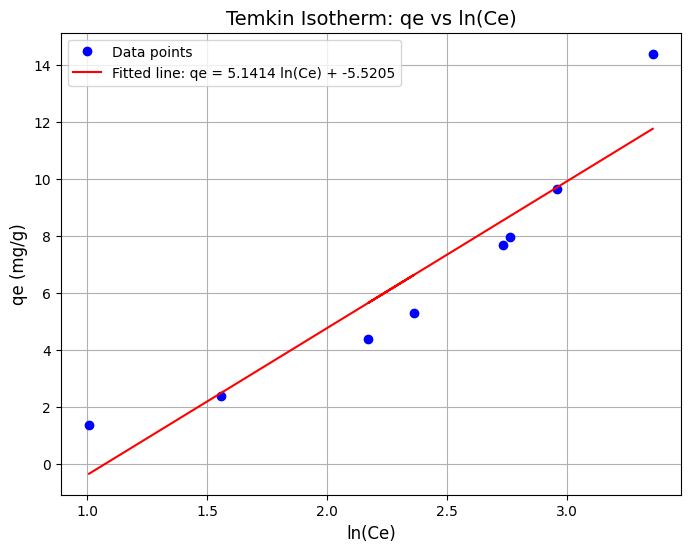 Temkin Isotherm: qe vs ln(Ce)
Data points
Fitted line: qe = 5.1414 ln(Ce) + -5.5205
14
12
10
8
6
4
2
0
qe (mg/g)
1.0 1.5 2.0 2.5 3.0
ln(Ce)